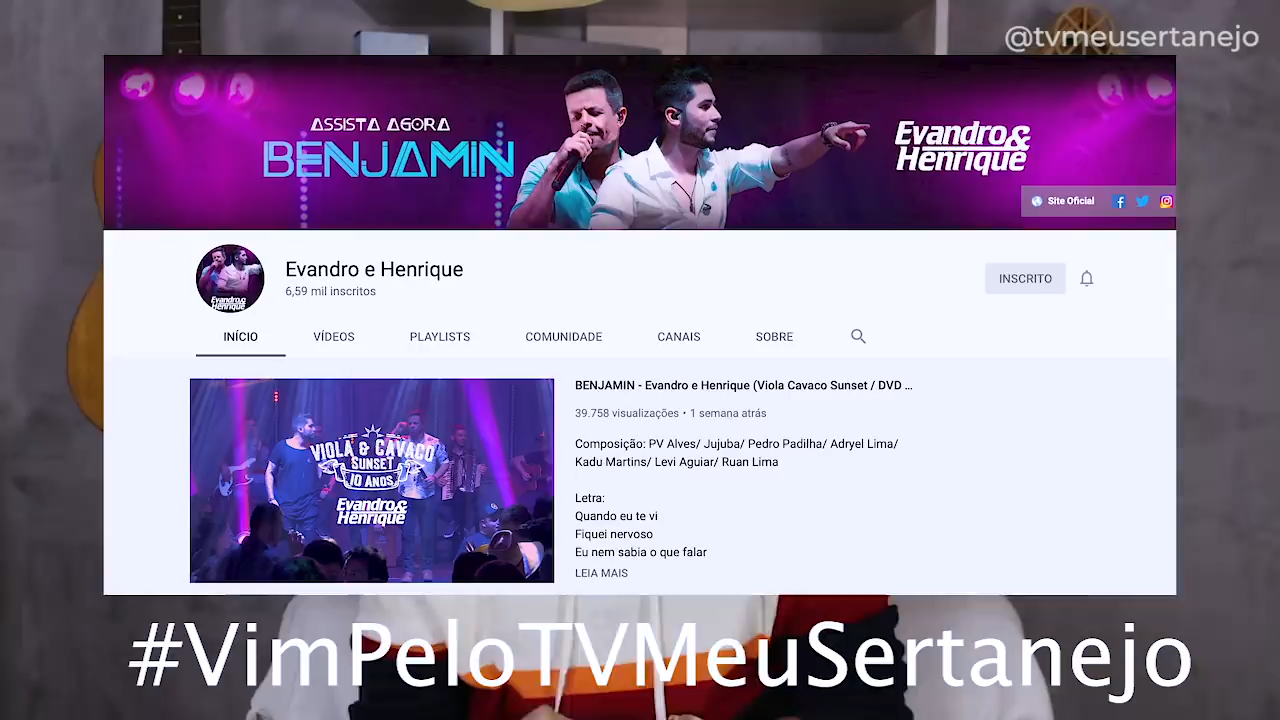 @tvmeusertanejo
ASSISTA AGORA
BENJAMIN
Evandro&
Henrique
Site Oficial
Evandro&
Henrique
Evandro e Henrique
6,59 mil inscritos
INSCRITO
INÍCIO
VÍDEOS
PLAYLISTS
COMUNIDADE
CANAIS
SOBRE
VIOLA & CAVACO
SUNSET
10 ANOS
Evandro&
Henrique
BENJAMIN - Evandro e Henrique (Viola Cavaco Sunset / DVD ...
39.758 visualizações • 1 semana atrás
Composição: PV Alves/ Jujuba/ Pedro Padilha/ Adryel Lima/
Kadu Martins/ Levi Aguiar/ Ruan Lima
Letra:
Quando eu te vi
Fiquei nervoso
Eu nem sabia o que falar
LEIA MAIS
#VimPeloTVMeuSertanejo